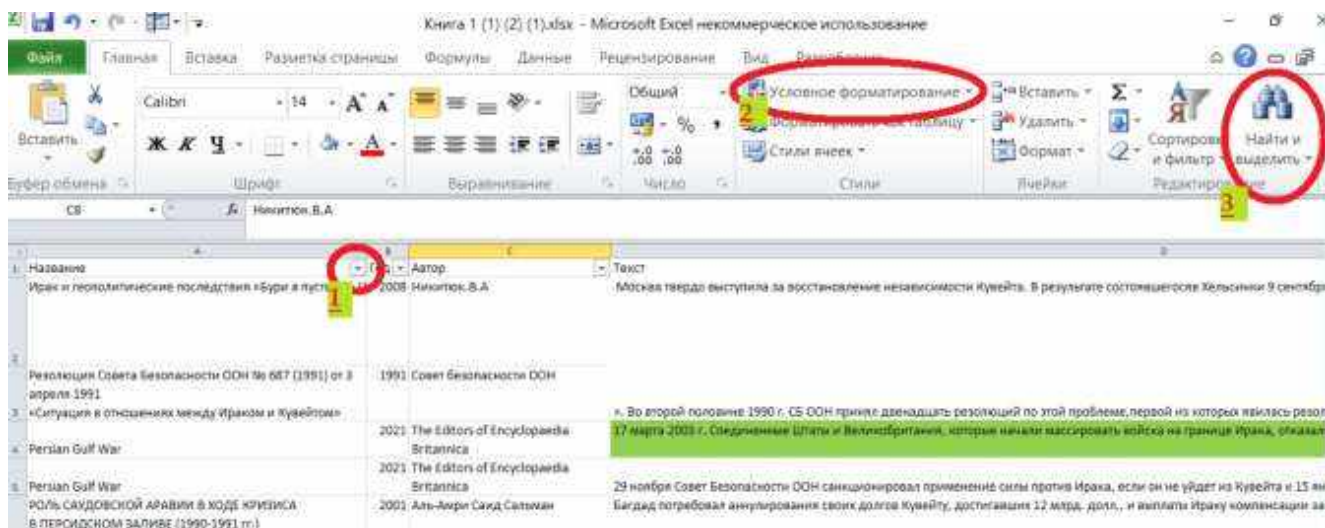 Книга 1 (1) (2) (1).xlsx - Microsoft Excel некоммерческое использование
Файл Главная Вставка Разметка страницы Формулы Данные Рецензирование Вид
Вставить
Calibri 14
Ж К Ч
Общий
Условное форматирование
2
Стили ячеек
Вставить
Удалить
Формат
Сортировка
и фильтр
Найти и
выделить
Буфер обмена Шрифт Выравнивание Число Стили Ячейки Редактирование
3
C8 fx Никитюк.В.А
A B C D
1 Название Автор Текст
Ирак и геополитические последствия «Бури в 2008 Никитюк.В.А Москва твердо выступила за восстановление независимости Кувейта. В результате состоявшегося Хельсинки 9 сентябр
1
2
Резолюция Совета Безопасности ООН № 687 (1991) от 3 1991 Совет безопасности ООН
апреля 1991
3 «Ситуация в отношениях между Ираком и Кувейтом» ». Во второй половине 1990 г. СБ ООН принял двенадцать резолюций по этой проблеме, первой из которых явилась резол
2021 The Editors of Encyclopaedia 17 марта 2003 г. Соединенные Штаты и Великобритания, которые начали массировать войска на границе Ирака, отказал
4 Persian Gulf War Britannica
2021 The Editors of Encyclopaedia
5 Persian Gulf War Britannica 29 ноября Совет Безопасности ООН санкционировал применение силы против Ирака, если он не уйдет из Кувейта к 15 ян
РОЛЬ САУДОВСКОЙ АРАВИИ В ХОДЕ КРИЗИСА 2001 Аль-Амри Саид Сальман Багдад потребовал аннулирования своих долгов Кувейту, достигавших 12 млрд. долл., и выплаты Ираку компенсации за
В ПЕРСИДСКОМ ЗАЛИВЕ (1990-1991 гг.)